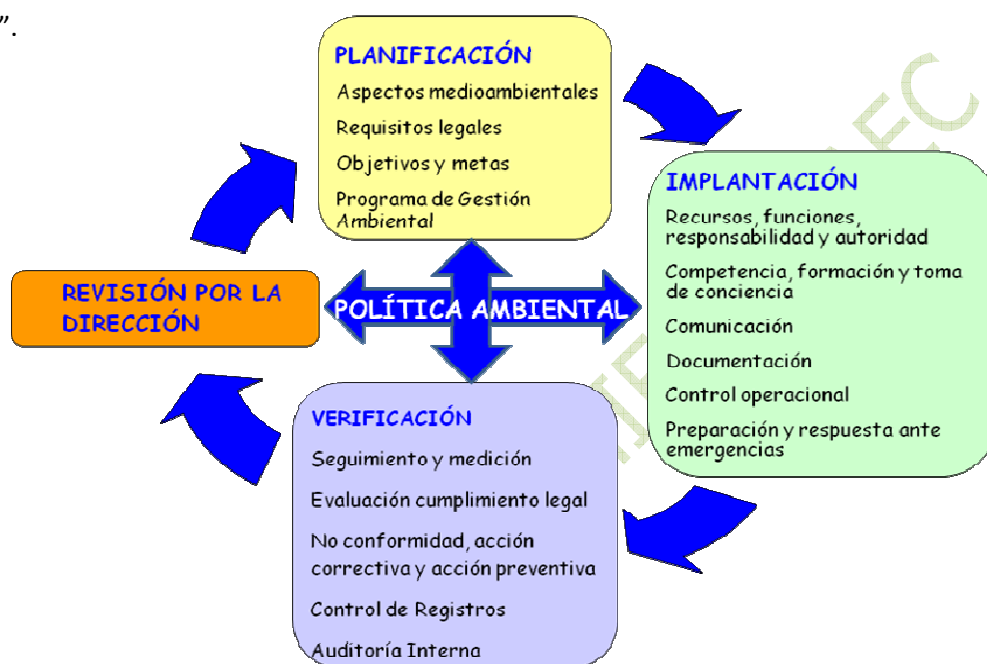 ”.
PLANIFICACIÓN
Aspectos medioambientales
Requisitos legales
Objetivos y metas
Programa de Gestión
Ambiental
IMPLANTACIÓN
Recursos, funciones,
responsabilidad y autoridad
Competencia, formación y toma
de conciencia
Comunicación
Documentación
Control operacional
Preparación y respuesta ante
emergencias
POLÍTICA AMBIENTAL
REVISIÓN POR LA
DIRECCIÓN
VERIFICACIÓN
Seguimiento y medición
Evaluación cumplimiento legal
No conformidad, acción
correctiva y acción preventiva
Control de Registros
Auditoría Interna